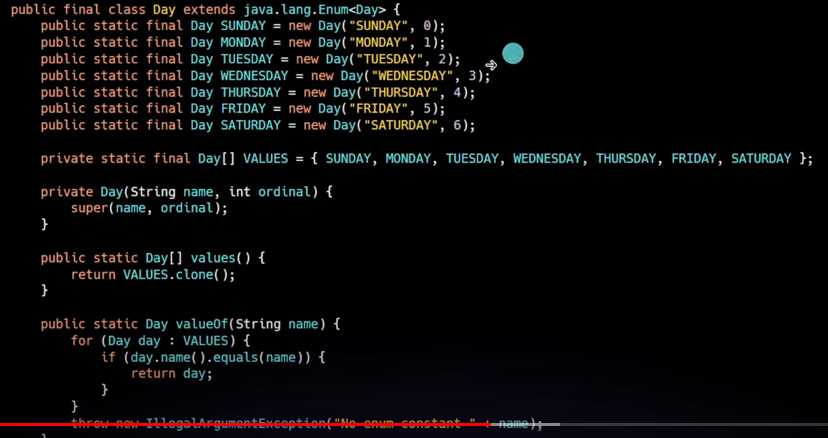 public final class Day extends java.lang.Enum<Day> {
public static final Day SUNDAY = new Day("SUNDAY", 0);
public static final Day MONDAY = new Day("MONDAY", 1);
public static final Day TUESDAY = new Day("TUESDAY", 2);
public static final Day WEDNESDAY = new Day("WEDNESDAY", 3);
public static final Day THURSDAY = new Day("THURSDAY", 4);
public static final Day FRIDAY = new Day("FRIDAY", 5);
public static final Day SATURDAY = new Day("SATURDAY", 6);
private static final Day[] VALUES = { SUNDAY, MONDAY, TUESDAY, WEDNESDAY, THURSDAY, FRIDAY, SATURDAY };
private Day(String name, int ordinal) {
super(name, ordinal);
}
public static Day[] values() {
return VALUES.clone();
}
public static Day valueOf(String name) {
for (Day day : VALUES) {
if (day.name().equals(name)) {
return day;
}
}
throw new IllegalArgumentException("No enum constant " + name);
}